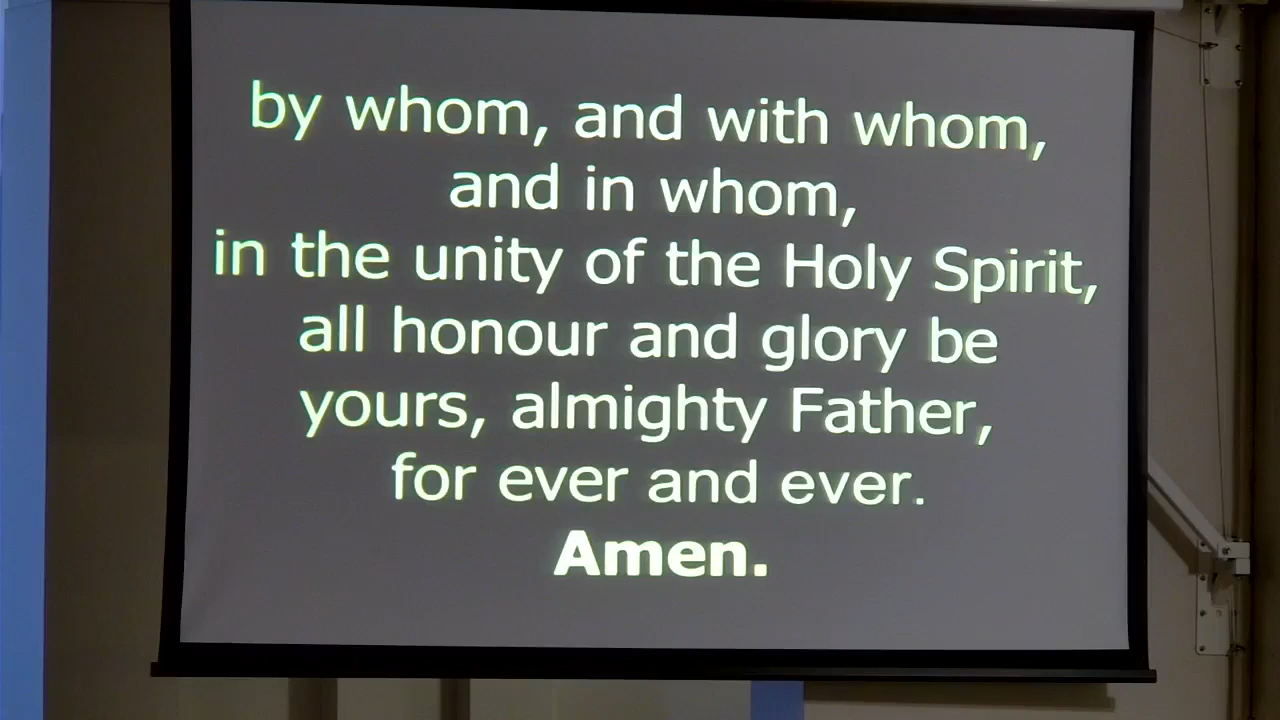 by whom, and with whom,
and in whom,
in the unity of the Holy Spirit,
all honour and glory be
yours, almighty Father,
for ever and ever.
Amen.